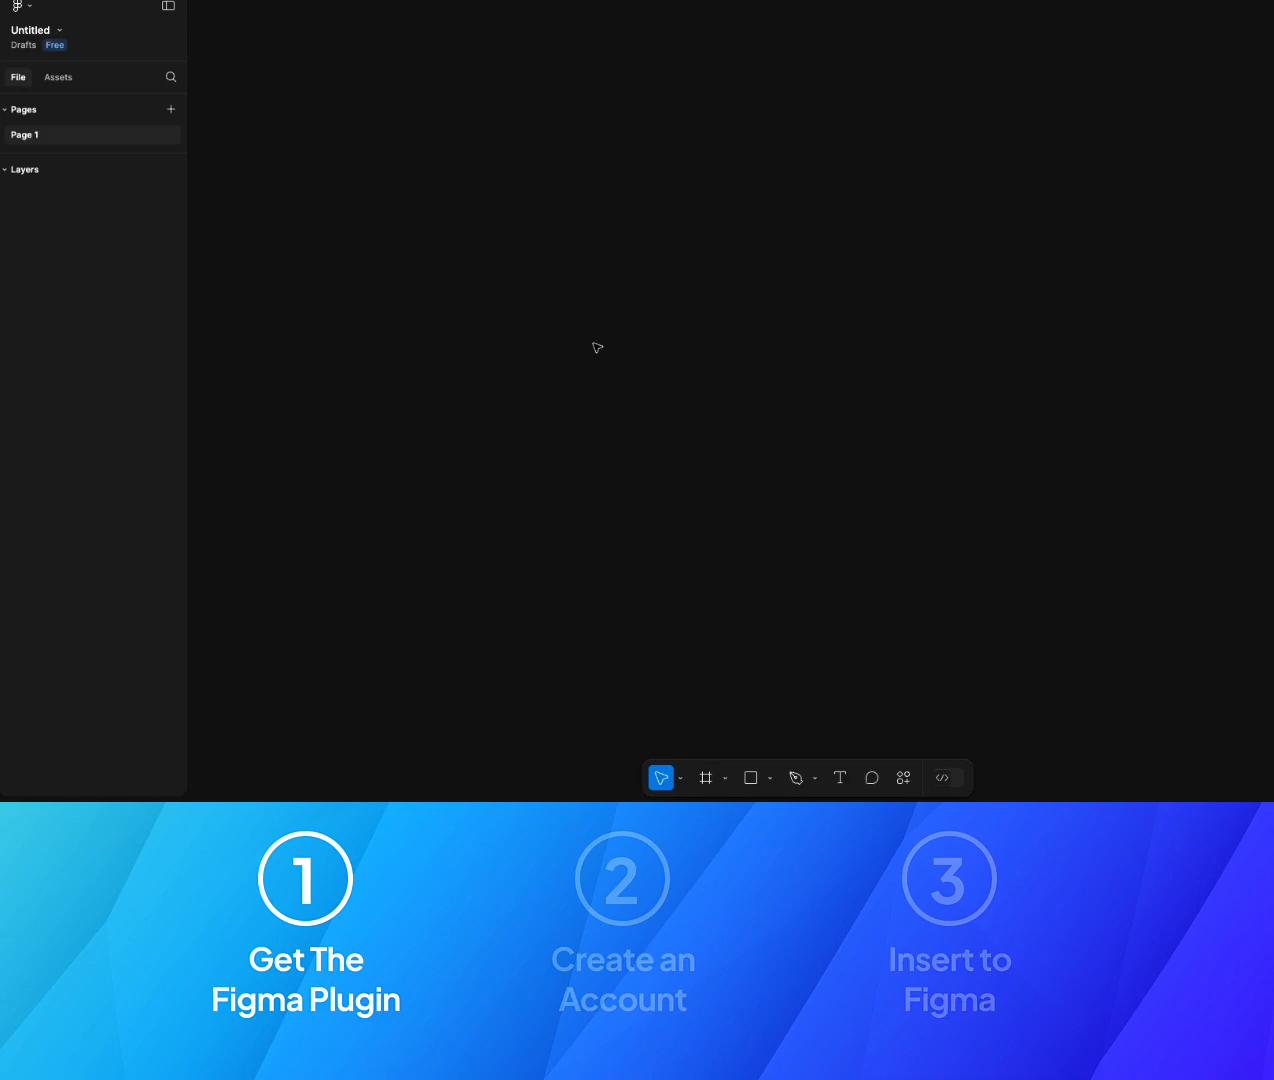 Untitled
Drafts Free
File Assets
Pages
Page 1
Layers
1
Get The
Figma Plugin
2
Create an
Account
3
Insert to
Figma